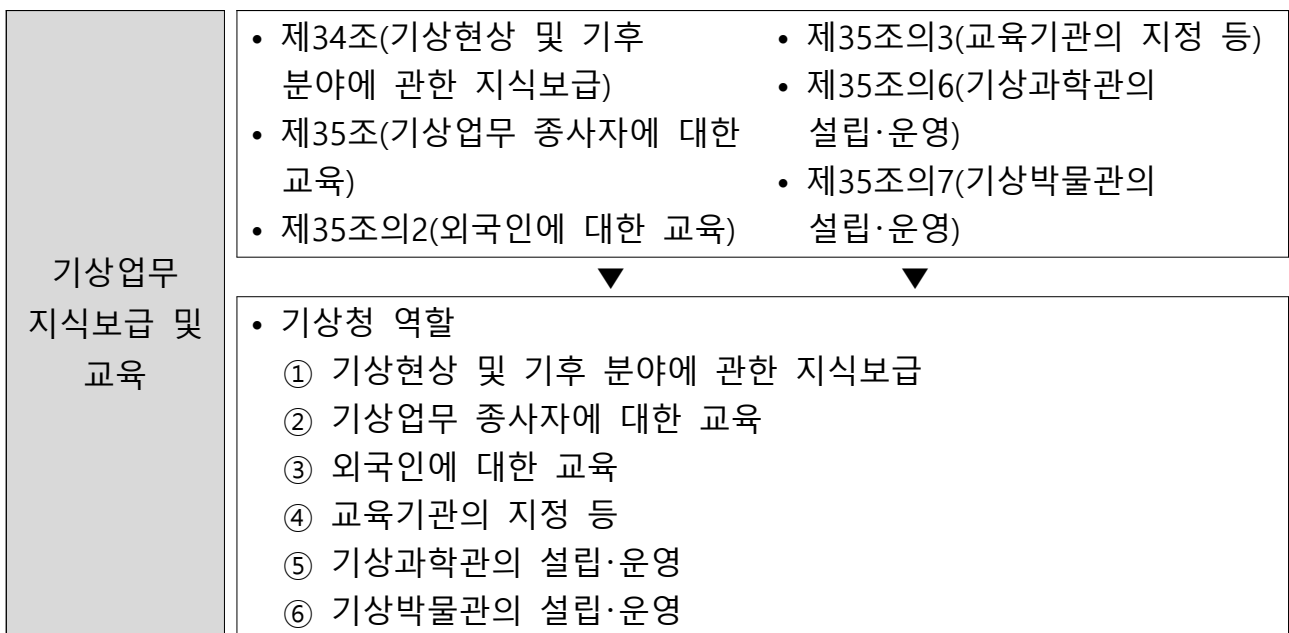 기상업무
지식보급 및
교육
• 제34조(기상현상 및 기후
분야에 관한 지식보급)
• 제35조(기상업무 종사자에 대한
교육)
• 제35조의2(외국인에 대한 교육)
• 제35조의3(교육기관의 지정 등)
• 제35조의6(기상과학관의
설립·운영)
• 제35조의7(기상박물관의
설립·운영)
▼ ▼
• 기상청 역할
① 기상현상 및 기후 분야에 관한 지식보급
② 기상업무 종사자에 대한 교육
③ 외국인에 대한 교육
④ 교육기관의 지정 등
⑤ 기상과학관의 설립·운영
⑥ 기상박물관의 설립·운영